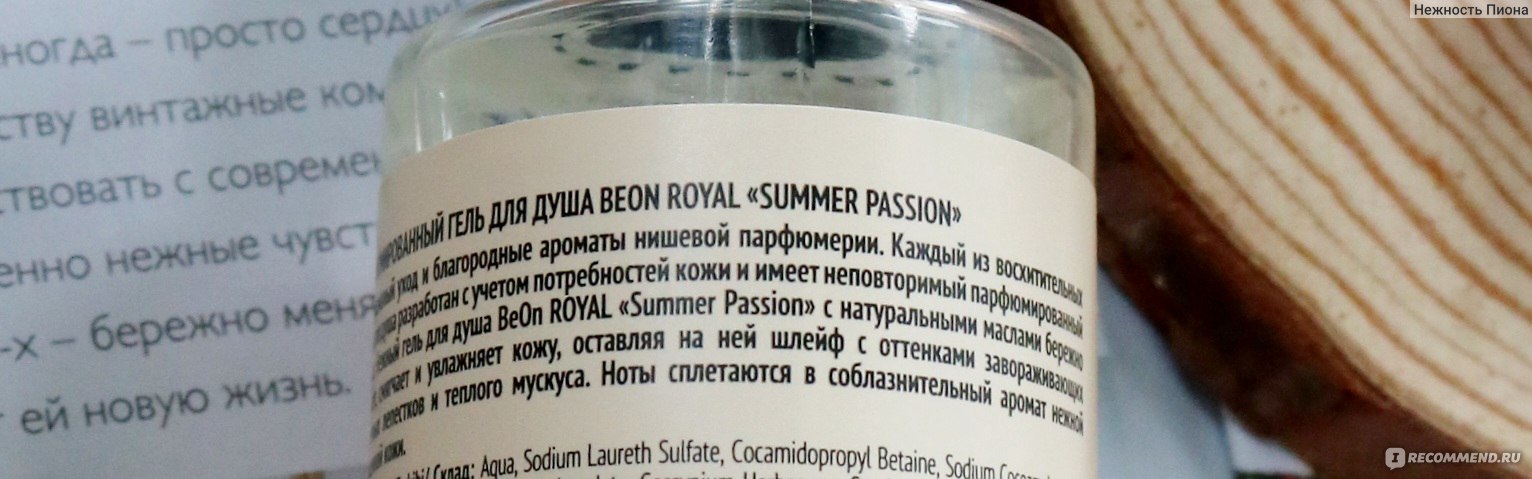 Нежность Пиона
ногда – просто сердцу
ству винтажные ком
ствовать с современ
енно нежные чувст
-х – бережно меня
ей новую жизнь.
ГЕЛЬ ДЛЯ ДУША BEON ROYAL «SUMMER PASSION»
уход и благородные ароматы нишевой парфюмерии. Каждый из восхитительных
разработан с учетом потребностей кожи и имеет неповторимый парфюмированный
гель для душа BeOn ROYAL «Summer Passion» с натуральными маслами бережно
и увлажняет кожу, оставляя на ней шлейф с оттенками завораживающих
лепестков и теплого мускуса. Ноты сплетаются в соблазнительный аромат нежной
кожи.
Склад: Aqua, Sodium Laureth Sulfate, Cocamidopropyl Betaine, Sodium
IRECOMMEND.RU